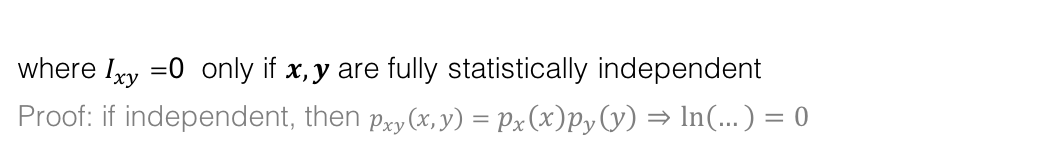 where I_xy =0 only if x, y are fully statistically independent
Proof: if independent, then p_xy(x, y) = p_x(x)p_y(y) ⇒ ln(… ) = 0